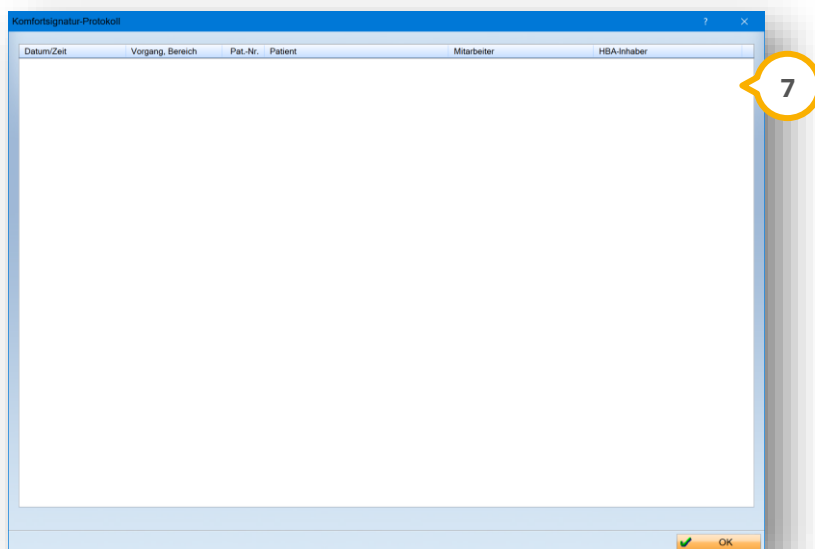 Komfortsignatur-Protokoll ? ×
Datum/Zeit Vorgang, Bereich Pat.-Nr. Patient Mitarbeiter HBA-Inhaber
7
OK